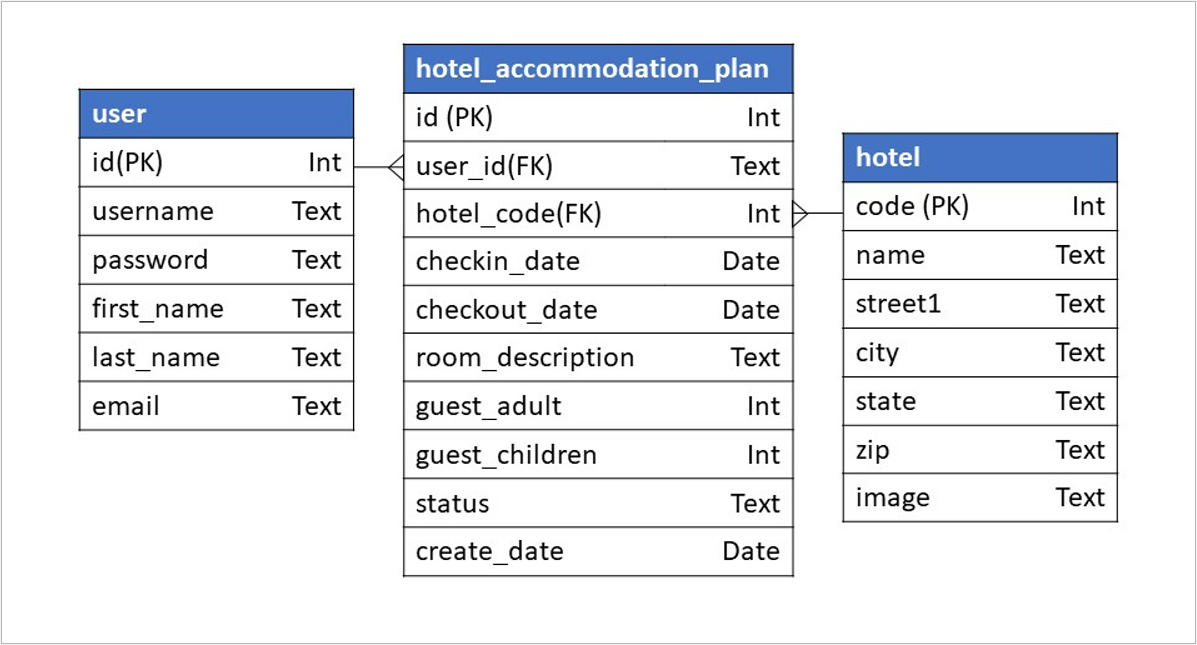 user
id(PK) Int
username Text
password Text
first_name Text
last_name Text
email Text
hotel_accommodation_plan
id (PK) Int
user_id(FK) Text
hotel_code(FK) Int
checkin_date Date
checkout_date Date
room_description Text
guest_adult Int
guest_children Int
status Text
create_date Date
hotel
code (PK) Int
name Text
street1 Text
city Text
state Text
zip Text
image Text